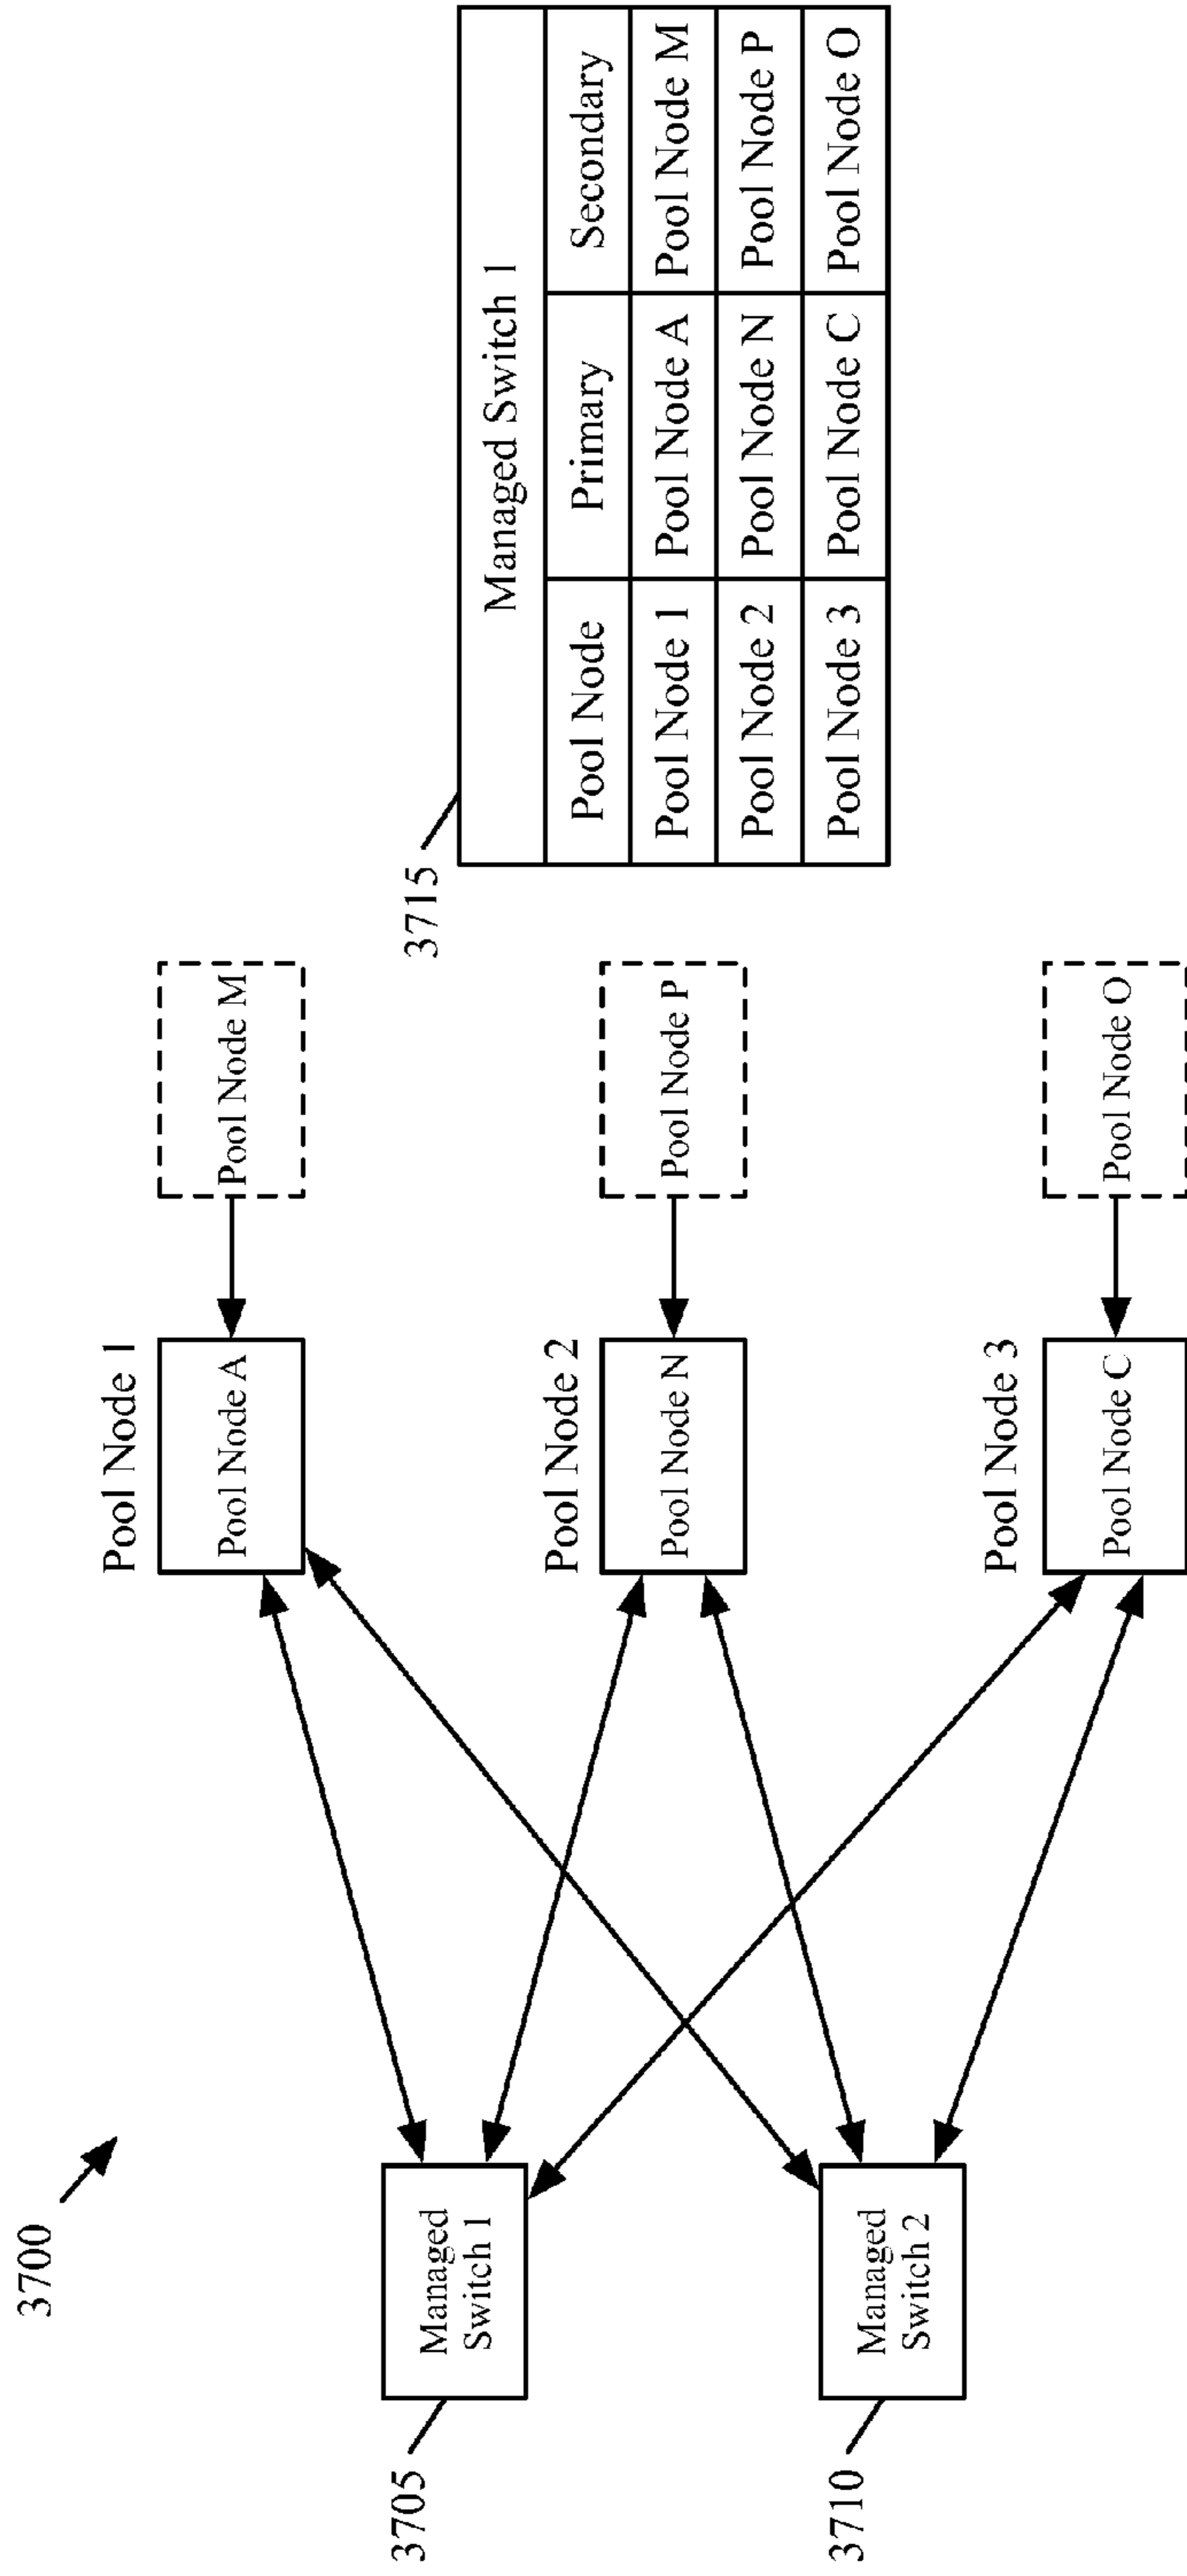 3700
3705
Managed
Switch 1
3710
Managed
Switch 2
Pool Node 1
Pool Node A
Pool Node M
Pool Node 2
Pool Node N
Pool Node P
Pool Node 3
Pool Node C
Pool Node O
3715
Managed Switch 1
Pool Node Primary Secondary
Pool Node 1 Pool Node A Pool Node M
Pool Node 2 Pool Node N Pool Node P
Pool Node 3 Pool Node C Pool Node O